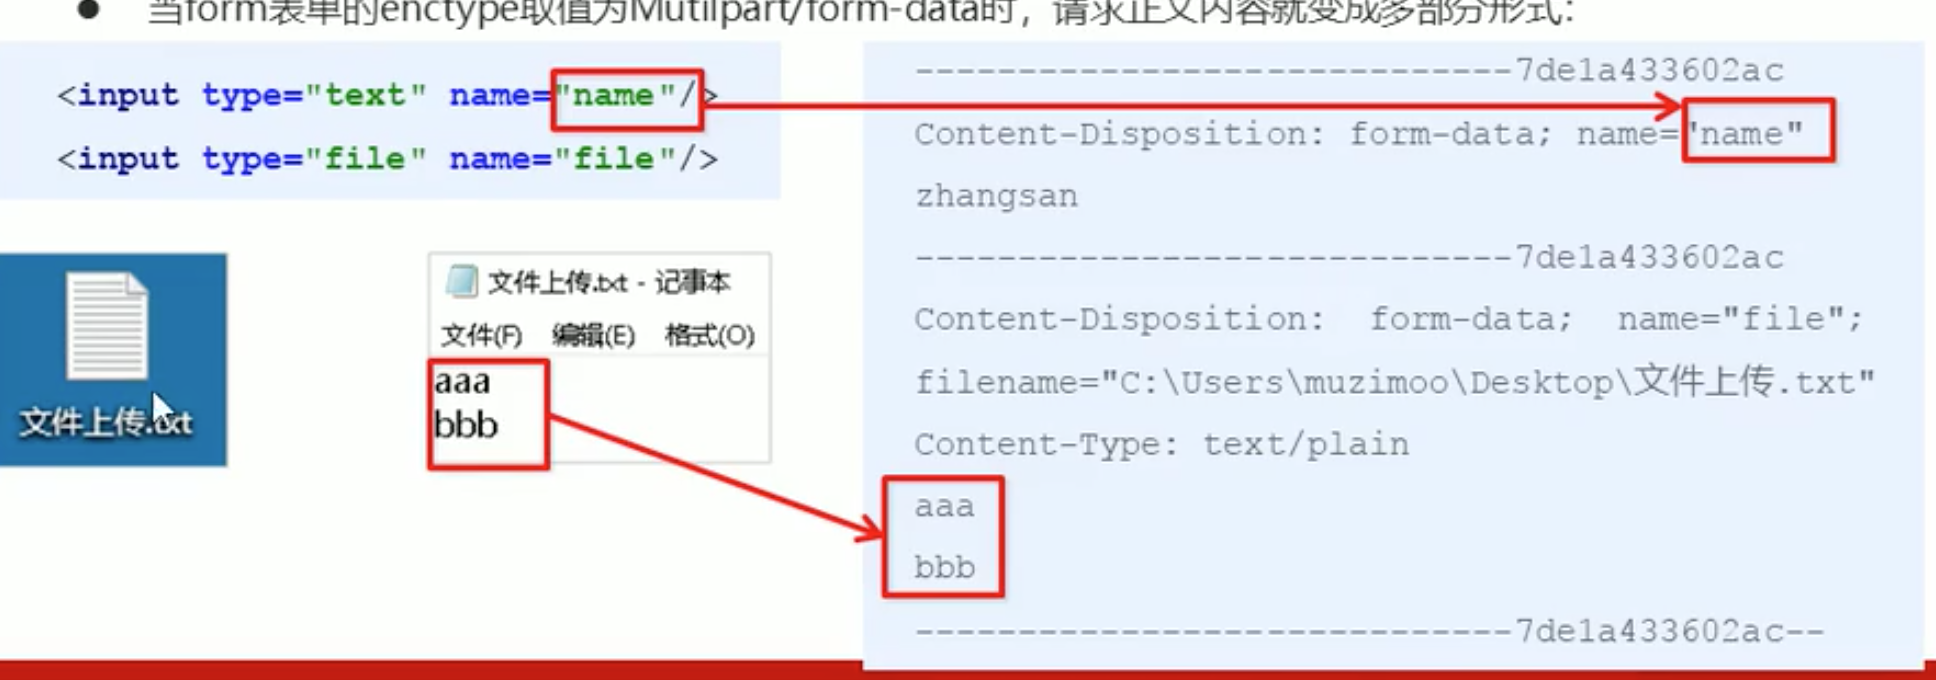 ● 当form表单的enctype取值为Mutilpart/form-data时，请求正文内容就变成多部分形式：
<input type="text" name="name"/>
<input type="file" name="file"/>
文件上传.txt
文件上传.txt - 记事本
文件(F) 编辑(E) 格式(O)
aaa
bbb
-----------------------------7de1a433602ac
Content-Disposition: form-data; name="name"
zhangsan
-----------------------------7de1a433602ac
Content-Disposition: form-data; name="file";
filename="C:\Users\muzimoo\Desktop\文件上传.txt"
Content-Type: text/plain
aaa
bbb
-----------------------------7de1a433602ac--